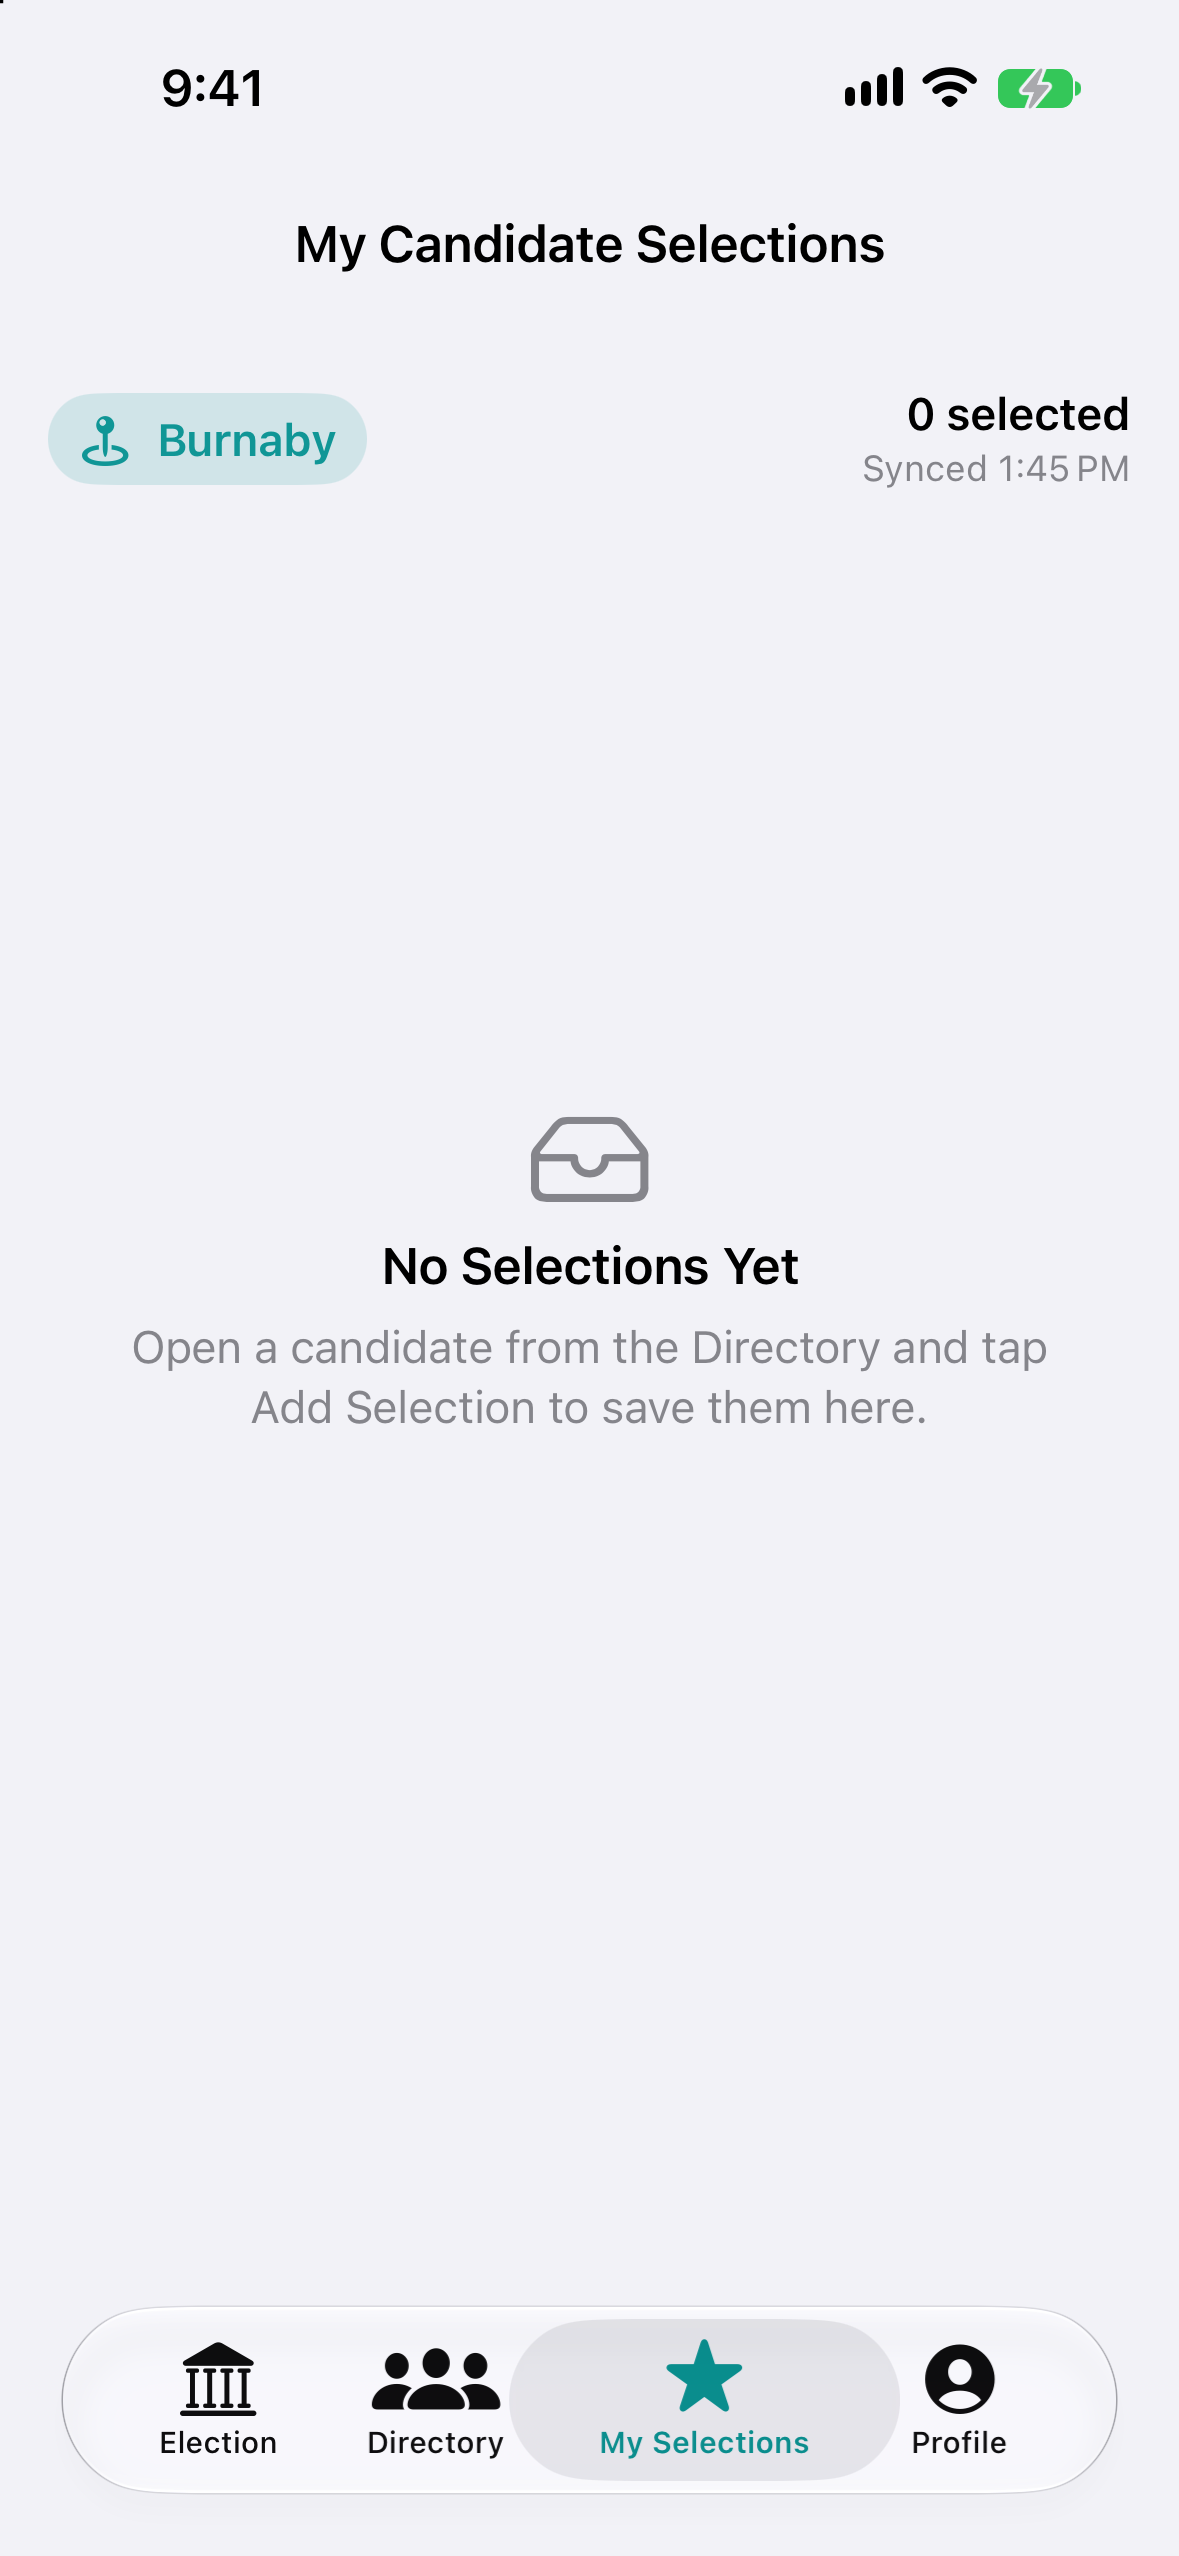 9:41
My Candidate Selections
Burnaby
0 selected
Synced 1:45 PM
No Selections Yet
Open a candidate from the Directory and tap
Add Selection to save them here.
Election
Directory
My Selections
Profile